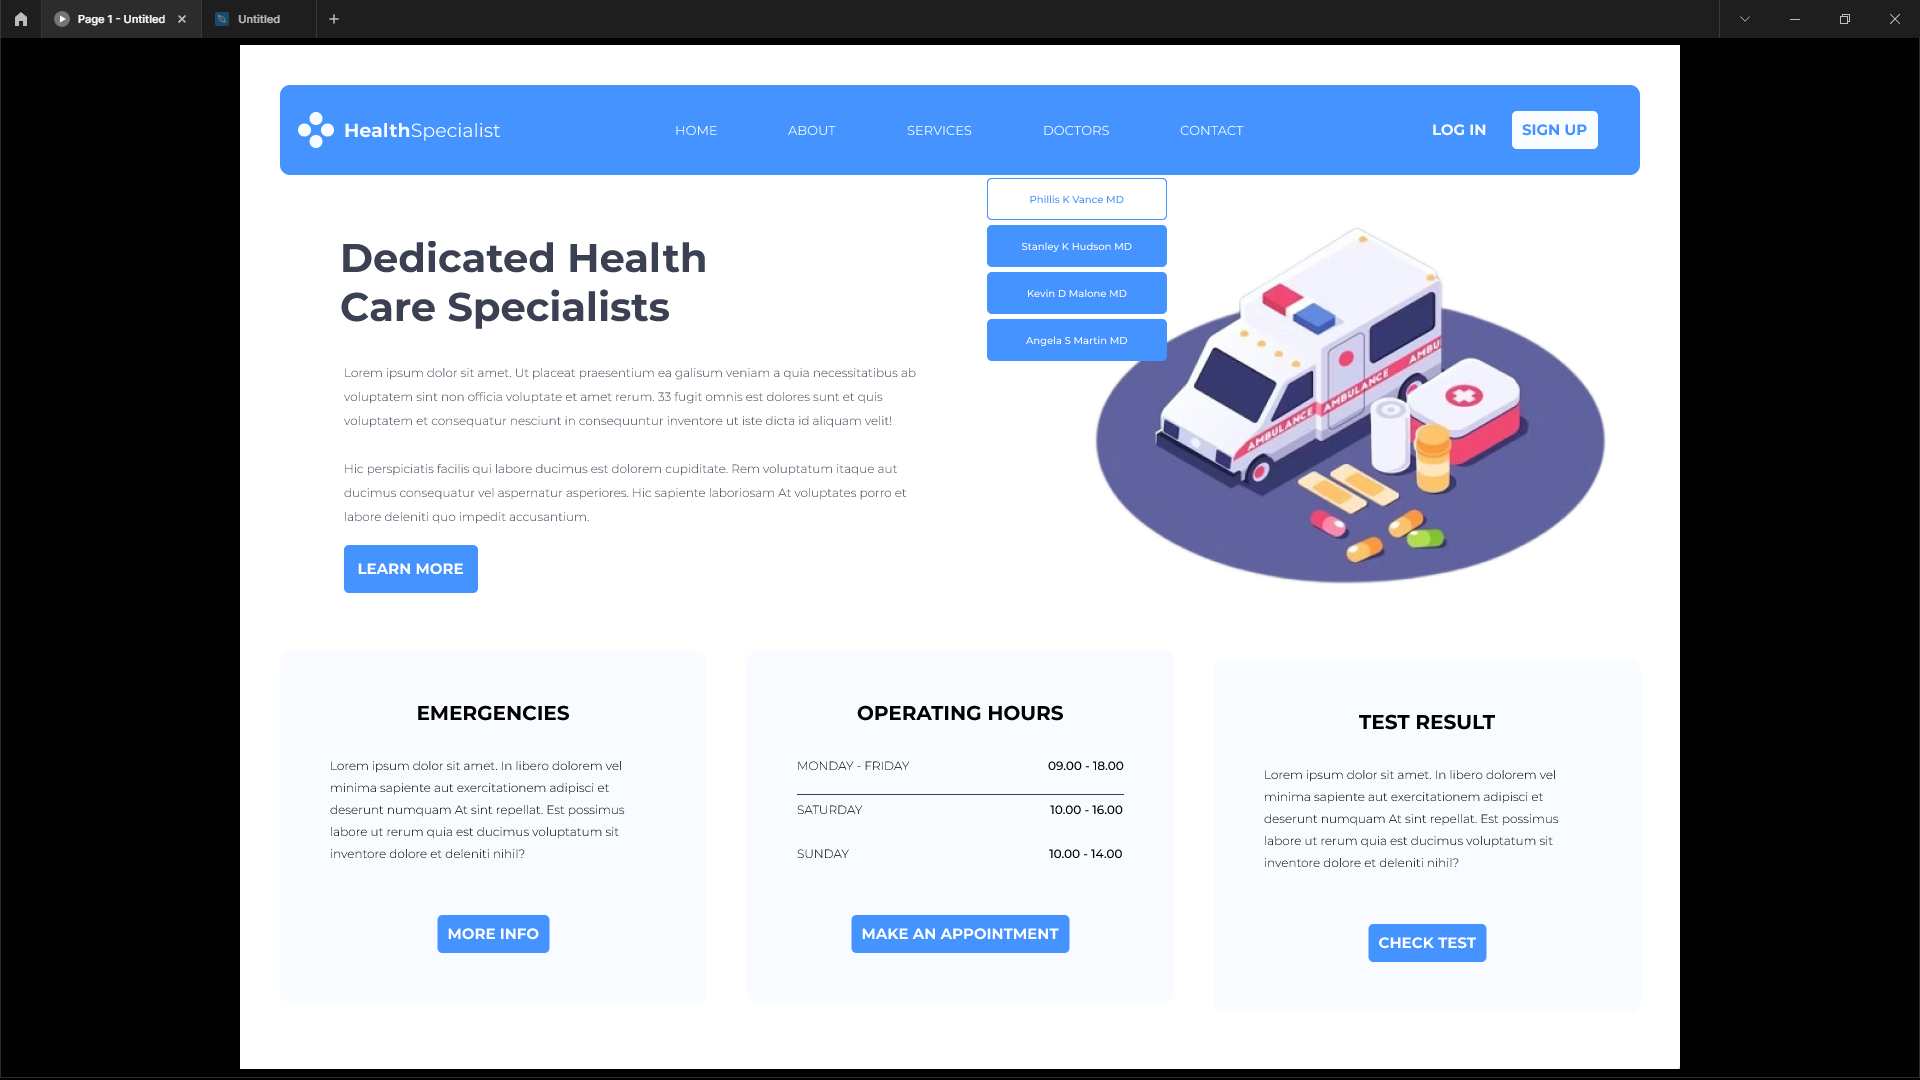 Page 1 - Untitled
Untitled
HealthSpecialist
HOME
ABOUT
SERVICES
DOCTORS
CONTACT
LOG IN
SIGN UP
Phillis K Vance MD
Stanley K Hudson MD
Kevin D Malone MD
Angela S Martin MD
Dedicated Health
Care Specialists
Lorem ipsum dolor sit amet. Ut placeat praesentium ea galisum veniam a quia necessitatibus ab
voluptatem sint non officia voluptate et amet rerum. 33 fugit omnis est dolores sunt et quis
voluptatem et consequatur nesciunt in consequuntur inventore ut iste dicta id aliquam velit!
Hic perspiciatis facilis qui labore ducimus est dolorem cupiditate. Rem voluptatum itaque aut
ducimus consequatur vel aspernatur asperiores. Hic sapiente laboriosam At voluptates porro et
labore deleniti quo impedit accusantium.
LEARN MORE
AMBULANCE AMBULANCE AMBU
EMERGENCIES
Lorem ipsum dolor sit amet. In libero dolorem vel
minima sapiente aut exercitationem adipisci et
deserunt numquam At sint repellat. Est possimus
labore ut rerum quia est ducimus voluptatum sit
inventore dolore et deleniti nihil?
MORE INFO
OPERATING HOURS
MONDAY - FRIDAY 09.00 - 18.00
SATURDAY 10.00 - 16.00
SUNDAY 10.00 - 14.00
MAKE AN APPOINTMENT
TEST RESULT
Lorem ipsum dolor sit amet. In libero dolorem vel
minima sapiente aut exercitationem adipisci et
deserunt numquam At sint repellat. Est possimus
labore ut rerum quia est ducimus voluptatum sit
inventore dolore et deleniti nihil?
CHECK TEST